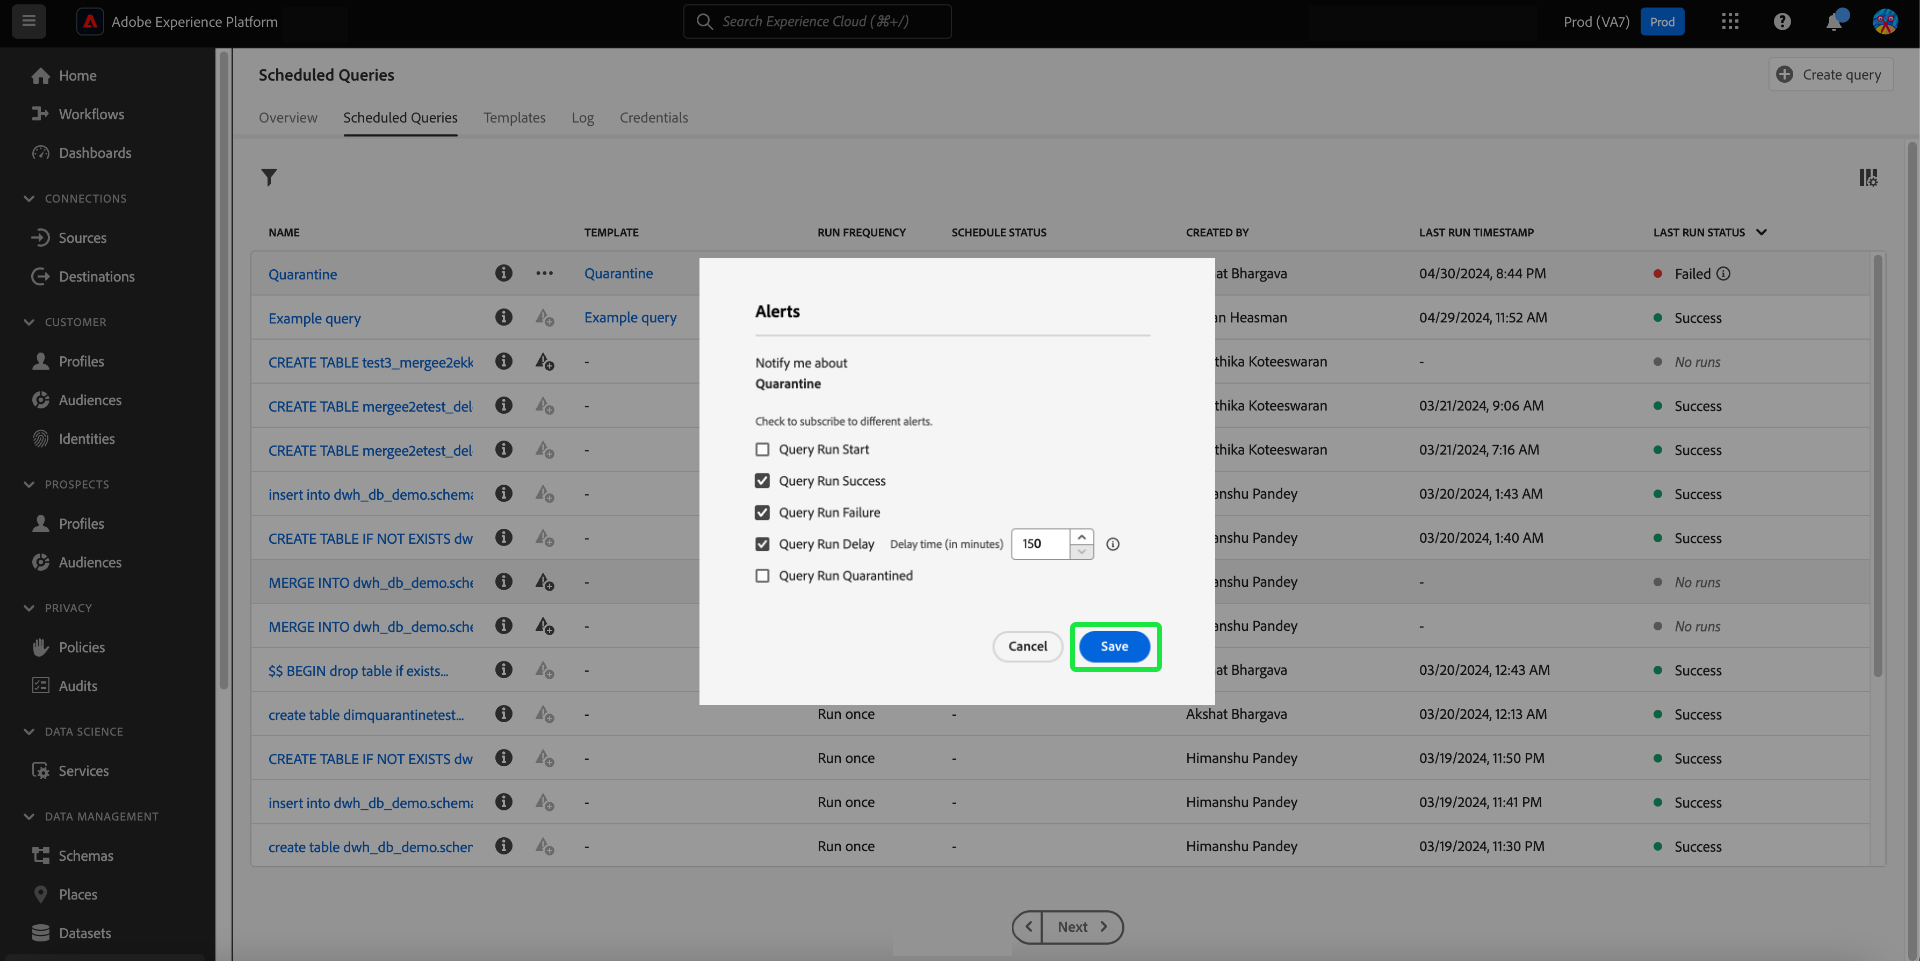 Adobe Experience Platform
Search Experience Cloud (⌘+/)
Prod (VA7)
Prod
Home
Workflows
Dashboards
CONNECTIONS
Sources
Destinations
CUSTOMER
Profiles
Audiences
Identities
PROSPECTS
Profiles
Audiences
PRIVACY
Policies
Audits
DATA SCIENCE
Services
DATA MANAGEMENT
Schemas
Places
Datasets
Scheduled Queries
Create query
Overview Scheduled Queries Templates Log Credentials
NAME TEMPLATE RUN FREQUENCY SCHEDULE STATUS CREATED BY LAST RUN TIMESTAMP LAST RUN STATUS
Quarantine ••• Quarantine at Bhargava 04/30/2024, 8:44 PM Failed
Example query Example query an Heasman 04/29/2024, 11:52 AM Success
CREATE TABLE test3_mergee2ekk - thika Koteeswaran - No runs
CREATE TABLE mergee2etest_del - thika Koteeswaran 03/21/2024, 9:06 AM Success
CREATE TABLE mergee2etest_del - thika Koteeswaran 03/21/2024, 7:16 AM Success
insert into dwh_db_demo.schema - anshu Pandey 03/20/2024, 1:43 AM Success
CREATE TABLE IF NOT EXISTS dw - anshu Pandey 03/20/2024, 1:40 AM Success
MERGE INTO dwh_db_demo.sche - anshu Pandey - No runs
MERGE INTO dwh_db_demo.sche - anshu Pandey - No runs
$$ BEGIN drop table if exists... - at Bhargava 03/20/2024, 12:43 AM Success
create table dimquarantinetest... - Run once - Akshat Bhargava 03/20/2024, 12:13 AM Success
CREATE TABLE IF NOT EXISTS dw - Run once - Himanshu Pandey 03/19/2024, 11:50 PM Success
insert into dwh_db_demo.schema - Run once - Himanshu Pandey 03/19/2024, 11:41 PM Success
create table dwh_db_demo.schen - Run once - Himanshu Pandey 03/19/2024, 11:30 PM Success
Next
Alerts
Notify me about
Quarantine
Check to subscribe to different alerts.
Query Run Start
Query Run Success
Query Run Failure
Query Run Delay Delay time (in minutes) 150
Query Run Quarantined
Cancel Save